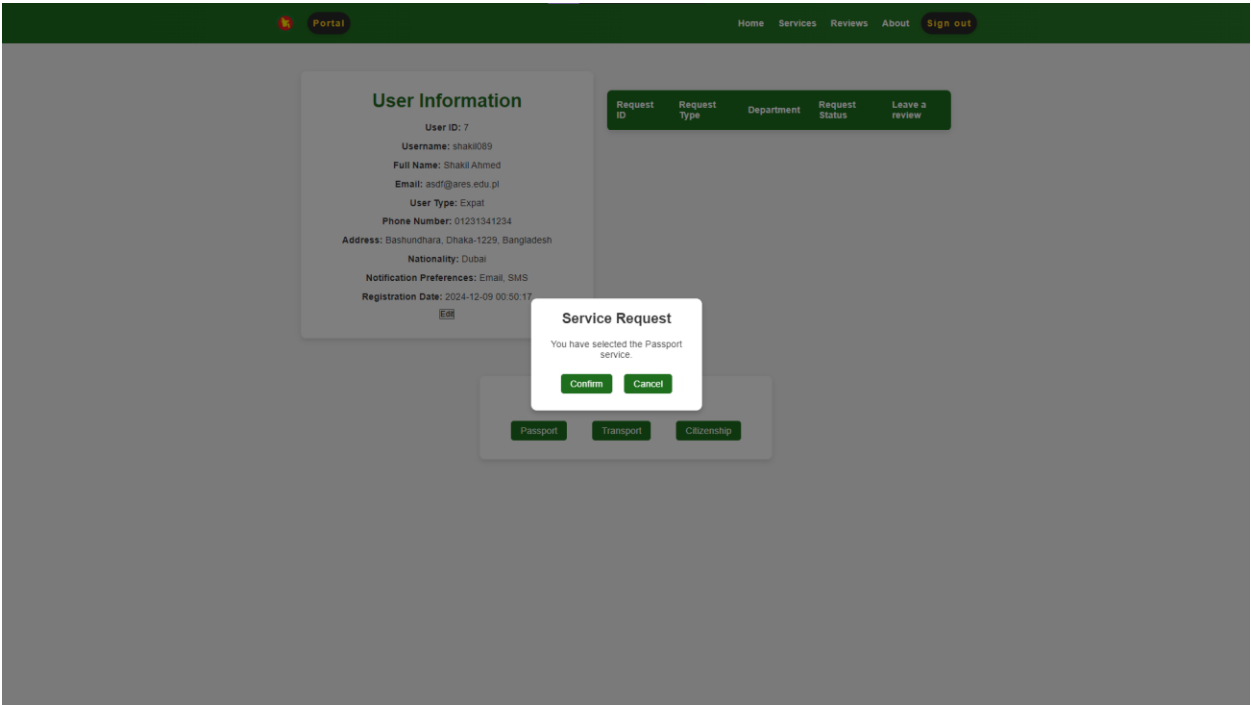 Portal
Home Services Reviews About Sign out
User Information
User ID: 7
Username: shakil089
Full Name: Shakil Ahmed
Email: asdf@ares.edu.pl
User Type: Expat
Phone Number: 01231341234
Address: Bashundhara, Dhaka-1229, Bangladesh
Nationality: Dubai
Notification Preferences: Email, SMS
Registration Date: 2024-12-09 00:50:17
Edit
Request ID Request Type Department Request Status Leave a review
Service Request
You have selected the Passport
service.
Confirm Cancel
Passport Transport Citizenship